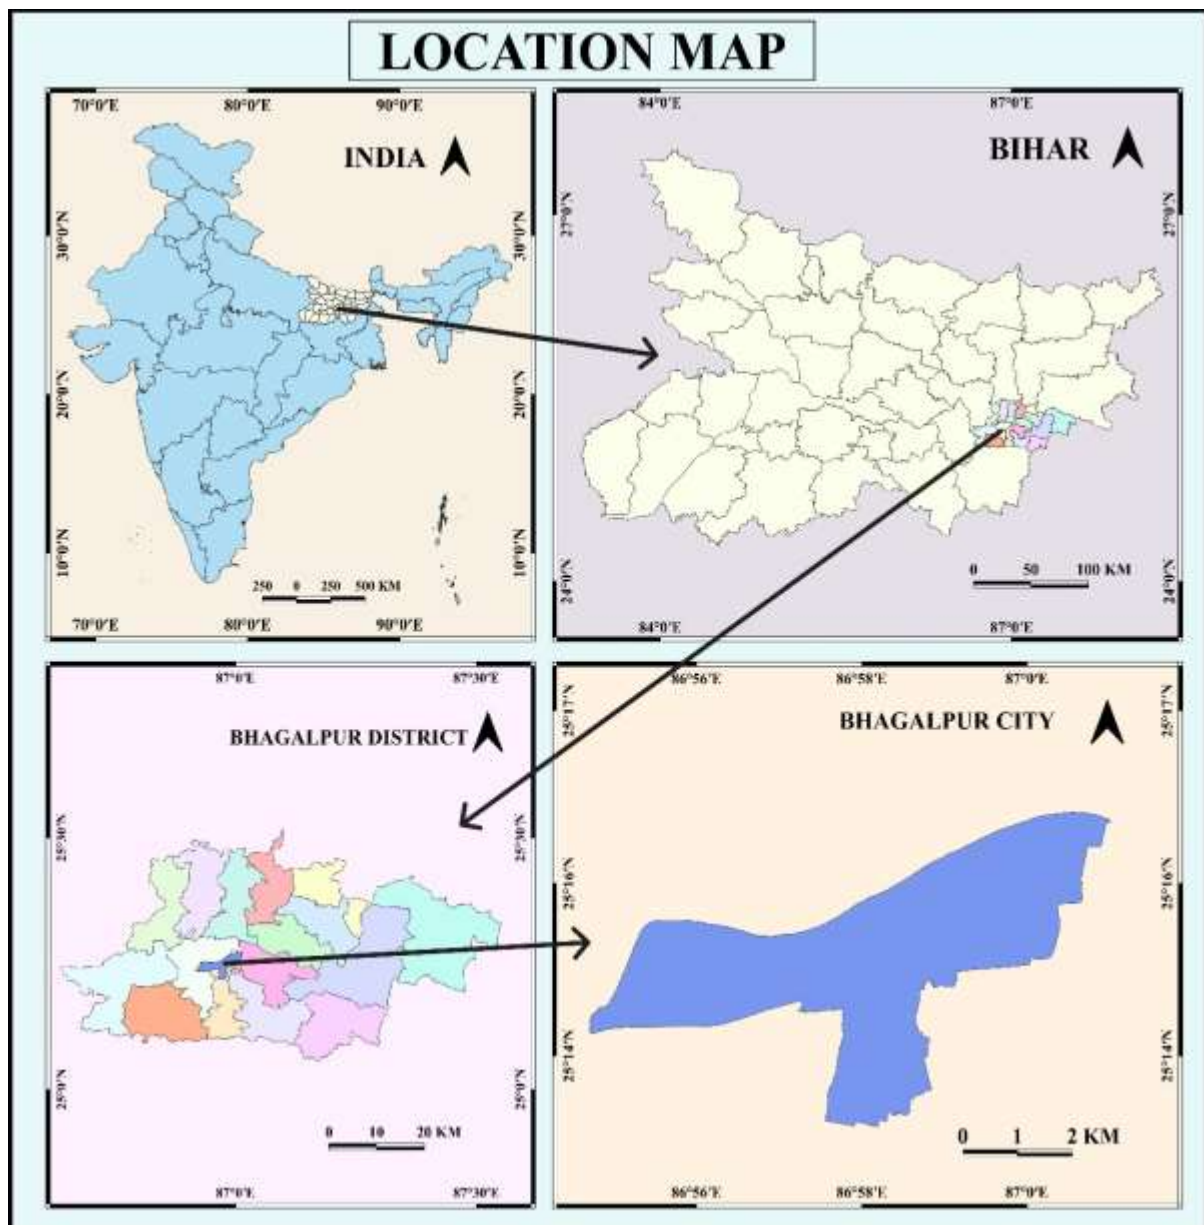 LOCATION MAP
70°0'E 80°0'E 90°0'E
INDIA
30°0'N 30°0'N
20°0'N 20°0'N
10°0'N 10°0'N
250 0 250 500 KM
70°0'E 80°0'E 90°0'E
84°0'E 87°0'E
BIHAR
27°0'N 27°0'N
24°0'N 24°0'N
0 50 100 KM
84°0'E 87°0'E
87°0'E 87°30'E
BHAGALPUR DISTRICT
25°30'N 25°30'N
25°0'N 25°0'N
0 10 20 KM
87°0'E 87°30'E
86°56'E 86°58'E 87°0'E
25°17'N 25°17'N
BHAGALPUR CITY
25°16'N 25°16'N
25°14'N 25°14'N
0 1 2 KM
86°56'E 86°58'E 87°0'E